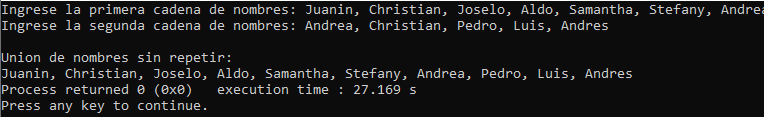 Ingrese la primera cadena de nombres: Juanin, Christian, Joselo, Aldo, Samantha, Stefany, Andrea
Ingrese la segunda cadena de nombres: Andrea, Christian, Pedro, Luis, Andres
Union de nombres sin repetir:
Juanin, Christian, Joselo, Aldo, Samantha, Stefany, Andrea, Pedro, Luis, Andres
Process returned 0 (0x0)   execution time : 27.169 s
Press any key to continue.